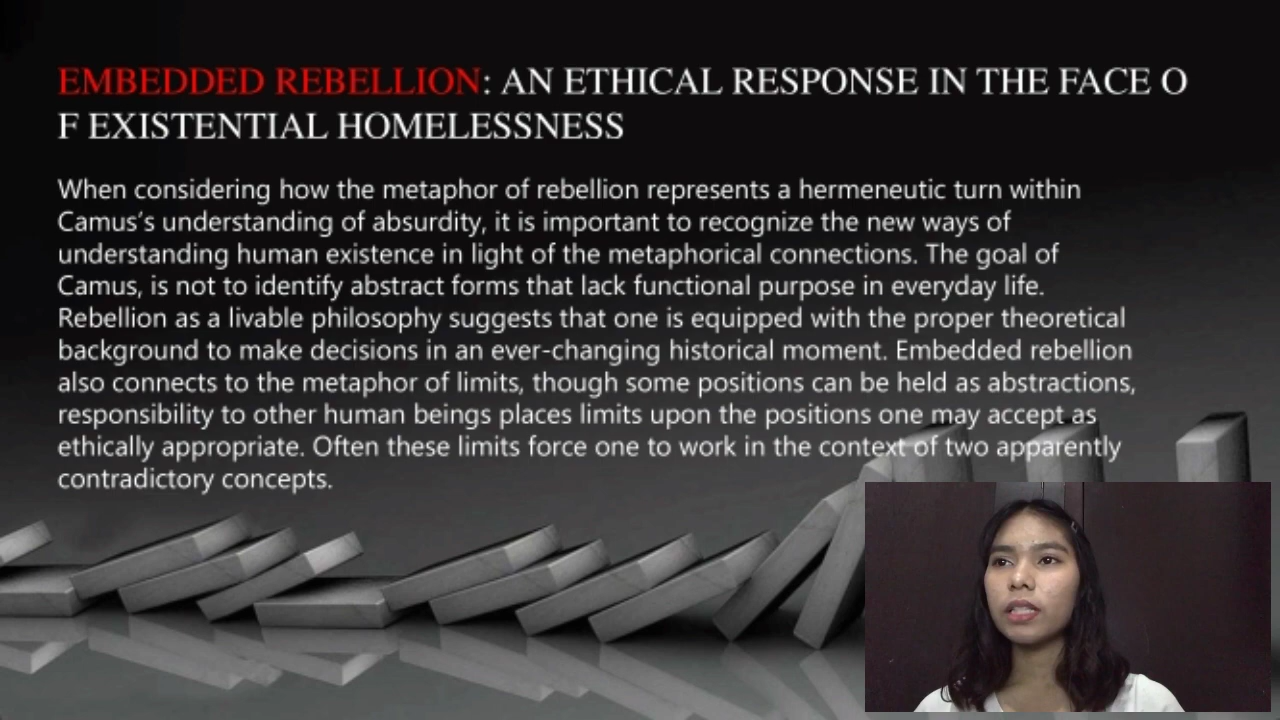 EMBEDDED REBELLION: AN ETHICAL RESPONSE IN THE FACE O
F EXISTENTIAL HOMELESSNESS
When considering how the metaphor of rebellion represents a hermeneutic turn within
Camus's understanding of absurdity, it is important to recognize the new ways of
understanding human existence in light of the metaphorical connections. The goal of
Camus, is not to identify abstract forms that lack functional purpose in everyday life.
Rebellion as a livable philosophy suggests that one is equipped with the proper theoretical
background to make decisions in an ever-changing historical moment. Embedded rebellion
also connects to the metaphor of limits, though some positions can be held as abstractions,
responsibility to other human beings places limits upon the positions one may accept as
ethically appropriate. Often these limits force one to work in the context of two apparently
contradictory concepts.